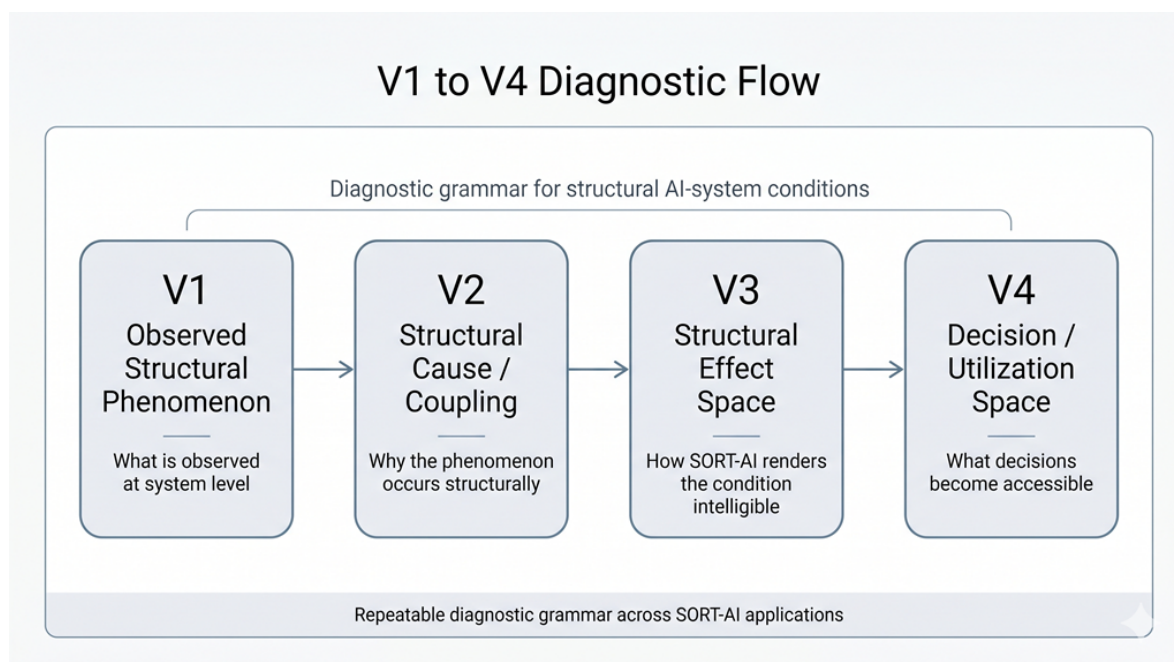 V1 to V4 Diagnostic Flow
Diagnostic grammar for structural AI-system conditions
V1
Observed
Structural
Phenomenon
What is observed
at system level
V2
Structural
Cause /
Coupling
Why the phenomenon
occurs structurally
V3
Structural
Effect
Space
How SORT-AI renders
the condition
intelligible
V4
Decision /
Utilization
Space
What decisions
become accessible
Repeatable diagnostic grammar across SORT-AI applications